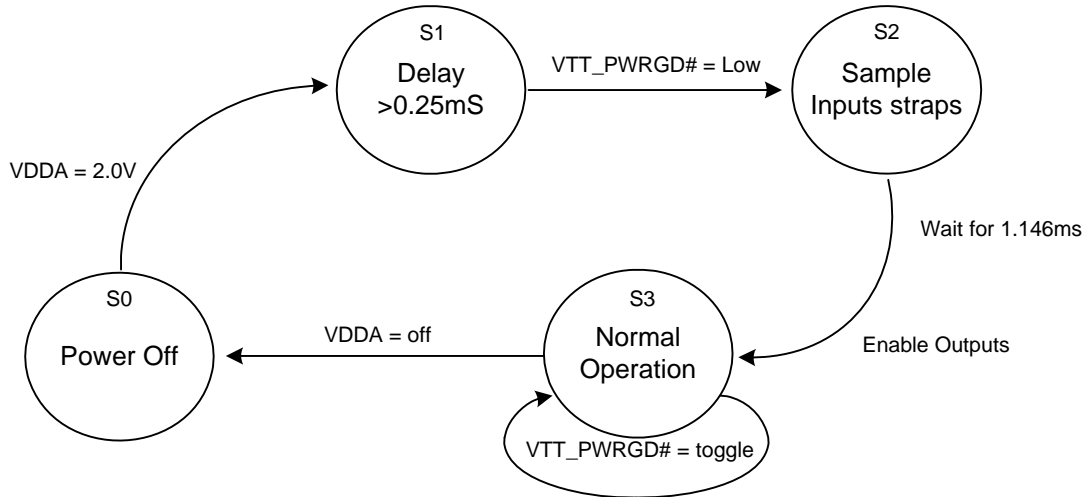 S1
Delay
>0.25mS
VTT_PWRGD# = Low
S2
Sample
Inputs straps
VDDA = 2.0V
Wait for 1.146ms
S0
Power Off
VDDA = off
S3
Normal
Operation
Enable Outputs
VTT_PWRGD# = toggle